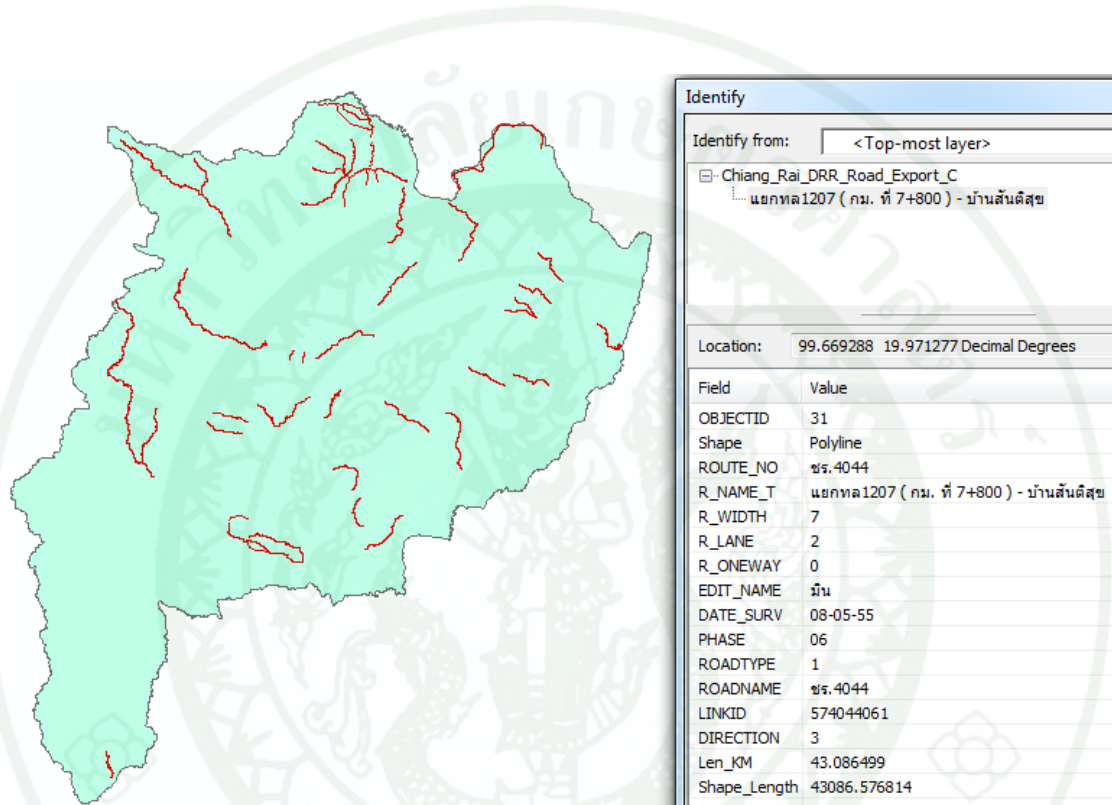 Identify
Identify from: <Top-most layer>
Chiang_Rai_DRR_Road_Export_C
แยกทล1207 ( กม. ที่ 7+800 ) - บ้านสันติสุข
Location: 99.669288 19.971277 Decimal Degrees
Field Value
OBJECTID 31
Shape Polyline
ROUTE_NO ชร.4044
R_NAME_T แยกทล1207 ( กม. ที่ 7+800 ) - บ้านสันติสุข
R_WIDTH 7
R_LANE 2
R_ONEWAY 0
EDIT_NAME มิน
DATE_SURV 08-05-55
PHASE 06
ROADTYPE 1
ROADNAME ชร.4044
LINKID 574044061
DIRECTION 3
Len_KM 43.086499
Shape_Length 43086.576814